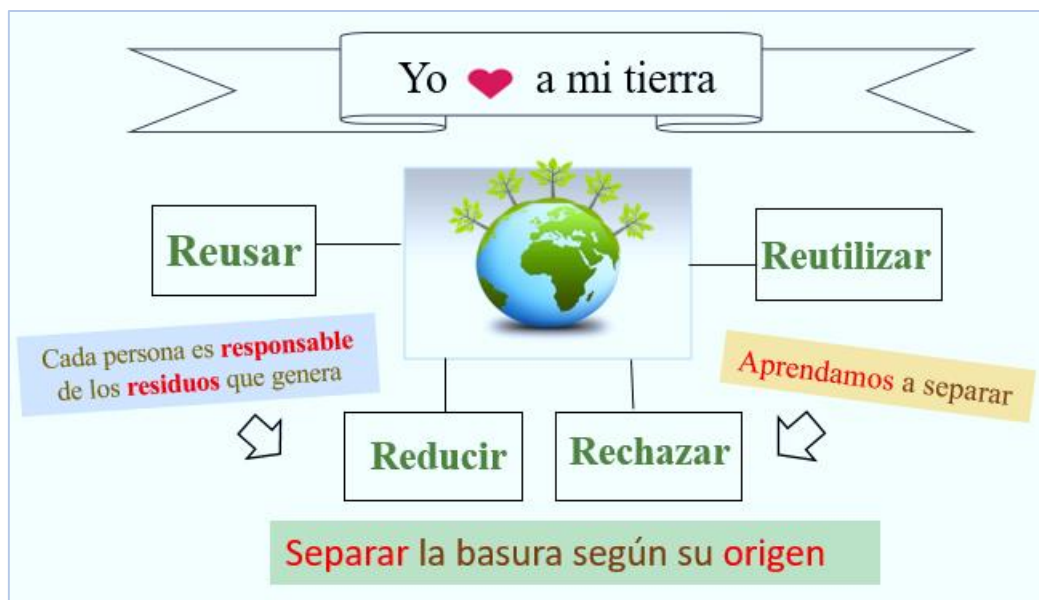 Yo ❤ a mi tierra
Reusar
Reutilizar
Cada persona es responsable
de los residuos que genera
Aprendamos a separar
Reducir
Rechazar
Separar la basura según su origen